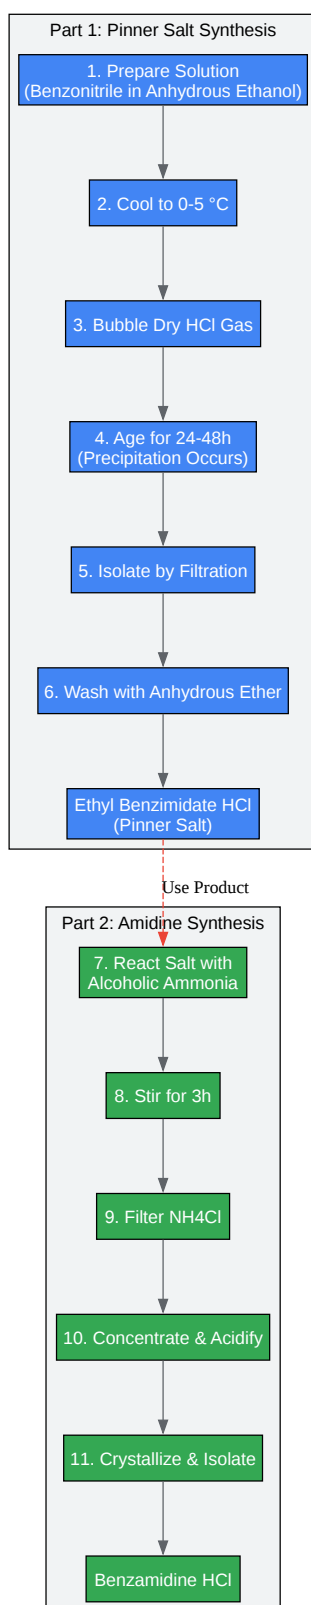 Part 1: Pinner Salt Synthesis
1. Prepare Solution
(Benzonitrile in Anhydrous Ethanol)
2. Cool to 0-5 °C
3. Bubble Dry HCl Gas
4. Age for 24-48h
(Precipitation Occurs)
5. Isolate by Filtration
6. Wash with Anhydrous Ether
Ethyl Benzimidate HCl
(Pinner Salt)
Use Product
Part 2: Amidine Synthesis
7. React Salt with
Alcoholic Ammonia
8. Stir for 3h
9. Filter NH4Cl
10. Concentrate & Acidify
11. Crystallize & Isolate
Benzamidine HCl